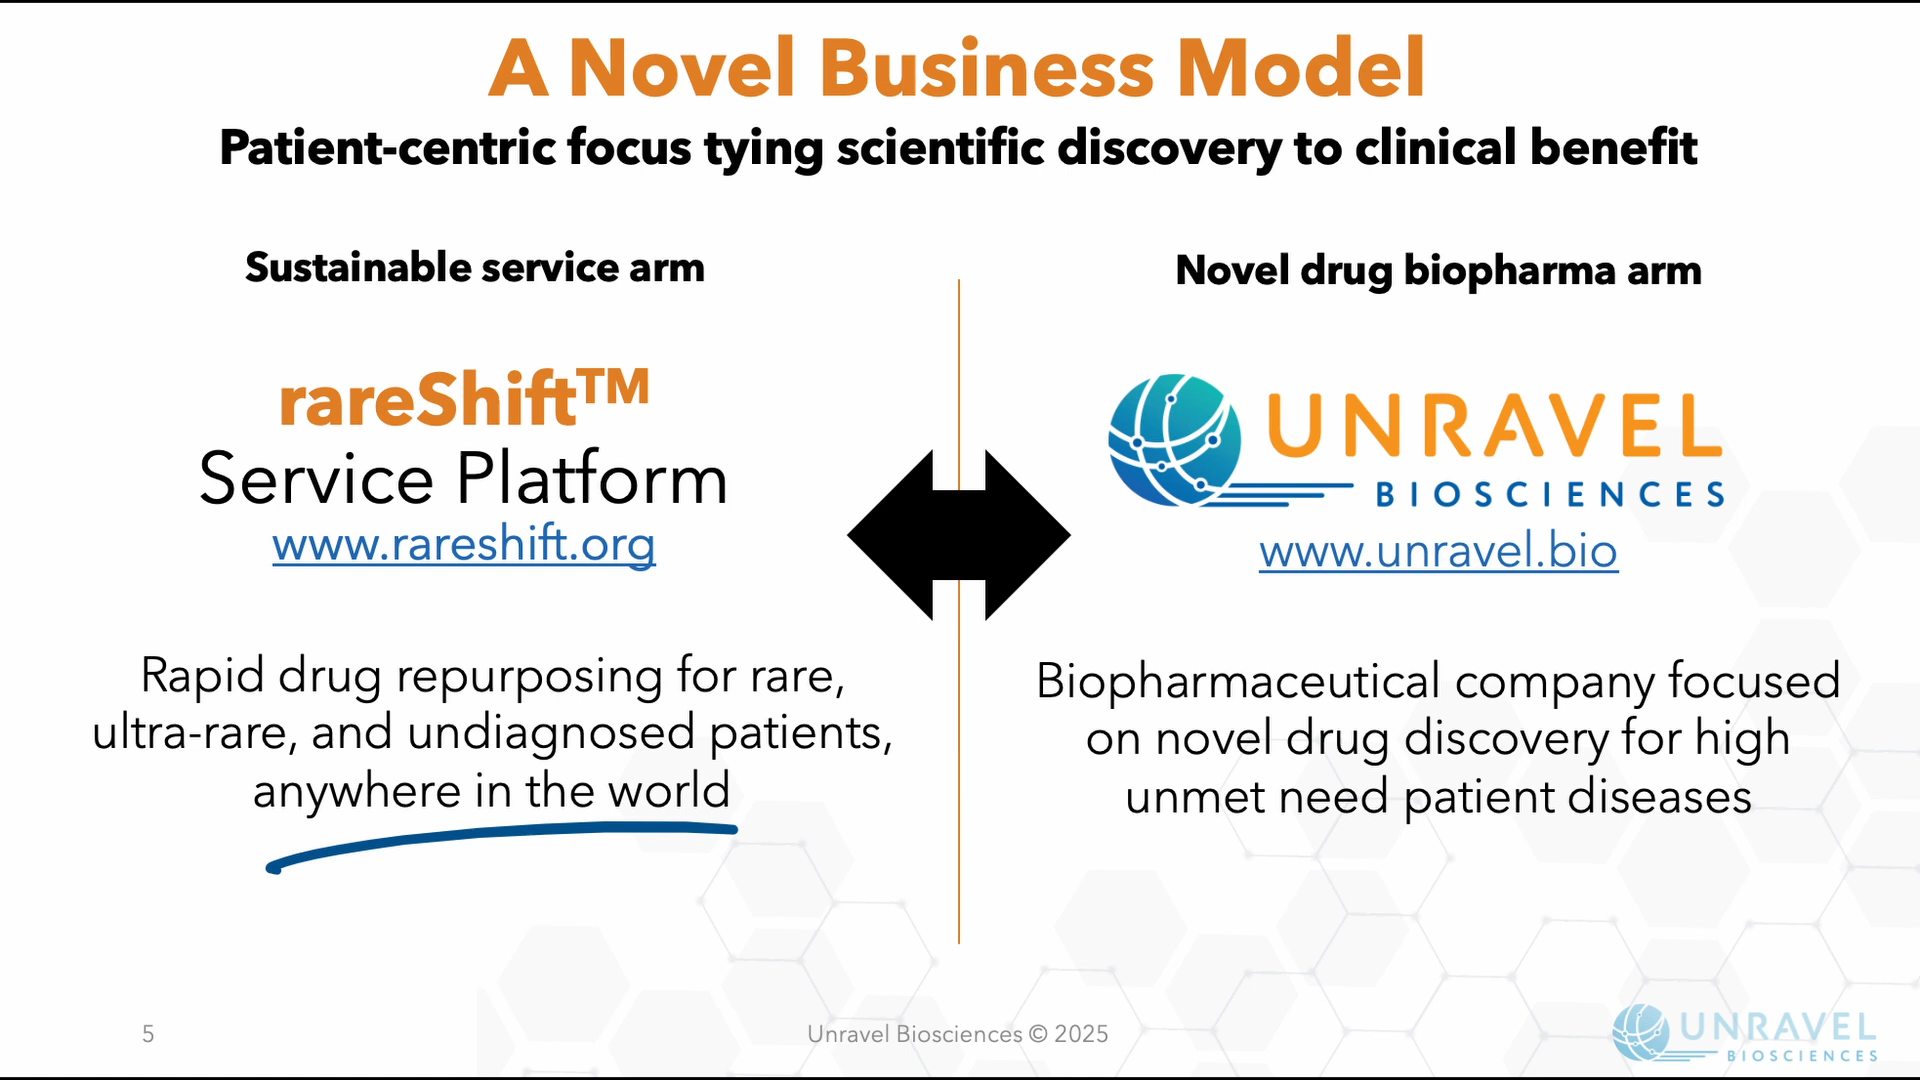 A Novel Business Model
Patient-centric focus tying scientific discovery to clinical benefit
Sustainable service arm
rareShift™
Service Platform
www.rareshift.org
Rapid drug repurposing for rare,
ultra-rare, and undiagnosed patients,
anywhere in the world
Novel drug biopharma arm
UNRAVEL
BIOSCIENCES
www.unravel.bio
Biopharmaceutical company focused
on novel drug discovery for high
unmet need patient diseases
5
Unravel Biosciences © 2025
UNRAVEL
BIOSCIENCES